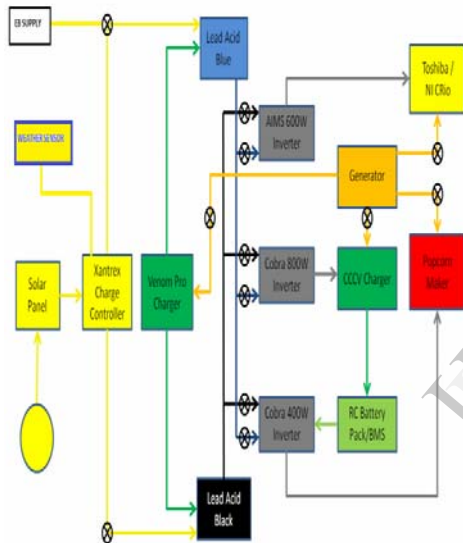 EB SUPPLY
Lead Acid
Blue
Toshiba /
NI CRio
AIMS 600W
Inverter
WEATHER SENSOR
Generator
Solar
Panel
Xantrex
Charge
Controller
Venom Pro
Charger
Cobra 800W
Inverter
CCCV Charger
Popcorn
Maker
Cobra 400W
Inverter
RC Battery
Pack/BMS
Lead Acid
Black